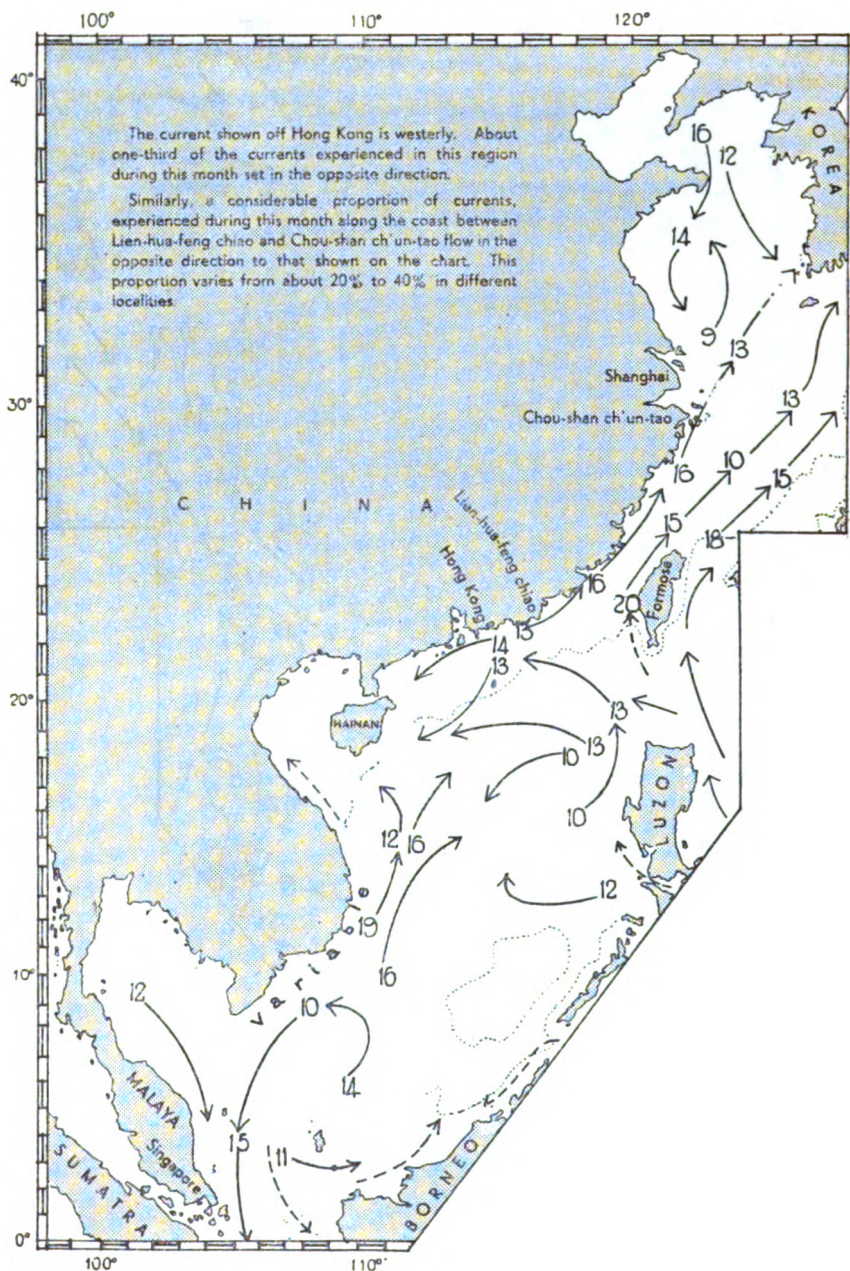 100° 110° 120°
40°
The current shown off Hong Kong is westerly. About
one-third of the currents experienced in this region
during this month set in the opposite direction.
Similarly, a considerable proportion of currents,
experienced during this month along the coast between
Lien-hua-feng chiao and Chou-shan ch'un-tao flow in the
opposite direction to that shown on the chart. This
proportion varies from about 20% to 40% in different
localities
KOREA
16
12
14
9
13
Shanghai
30°
13
Chou-shan ch'un-tao
16
10
15
CHINA
Lien-hua-feng chiao
Hong Kong
15
18
16
20
Formosa
13
14
13
20°
13
HAINAN
13
10
10
LUZON
12
16
12
19
Variable
10°
16
12
10
14
MALAYA
15
11
Singapore
SUMATRA
BORNEO
0°
100° 110°